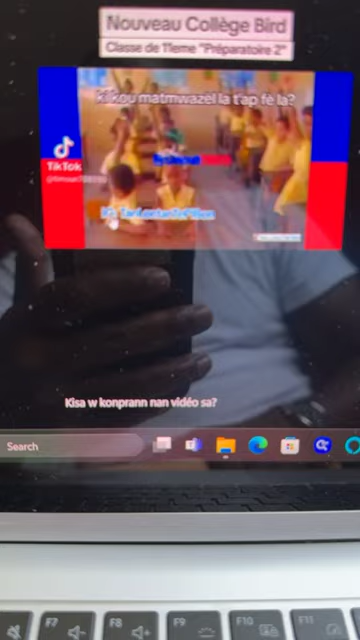 Nouveau Collège Bird
Classe de 11eme "Préparatoire 2"
ki kou matmwazèl la t'ap fè la?
TikTok
Kisa w konprann nan vidéo sa?
Search
F7
F8
F9
F10
F11